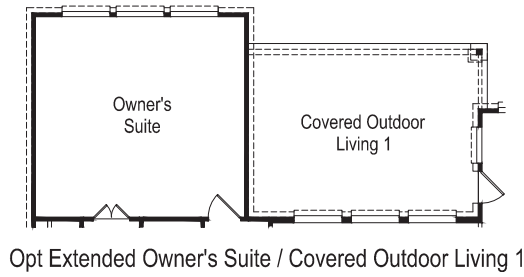 Owner's
Suite
Covered Outdoor
Living 1
Opt Extended Owner's Suite / Covered Outdoor Living 1